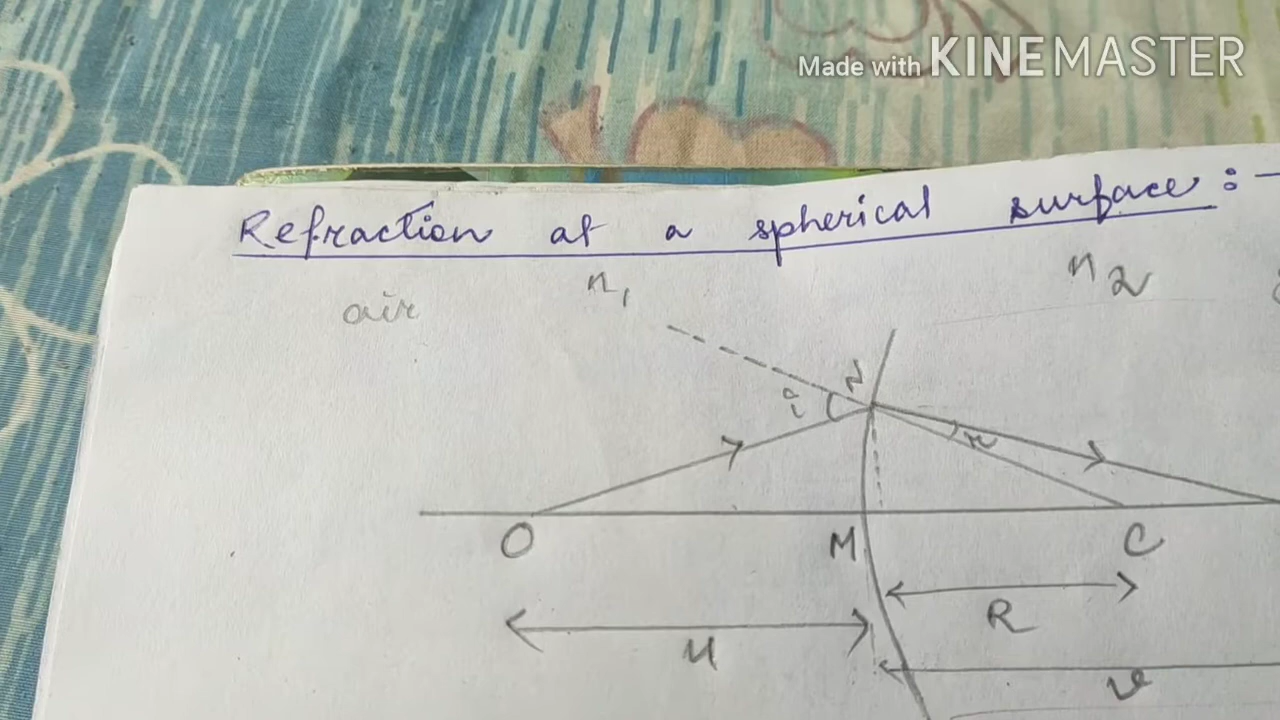 Made with KINEMASTER
Refraction at a spherical surface :-
air n1 n2
i N r
O M C
R
u
v